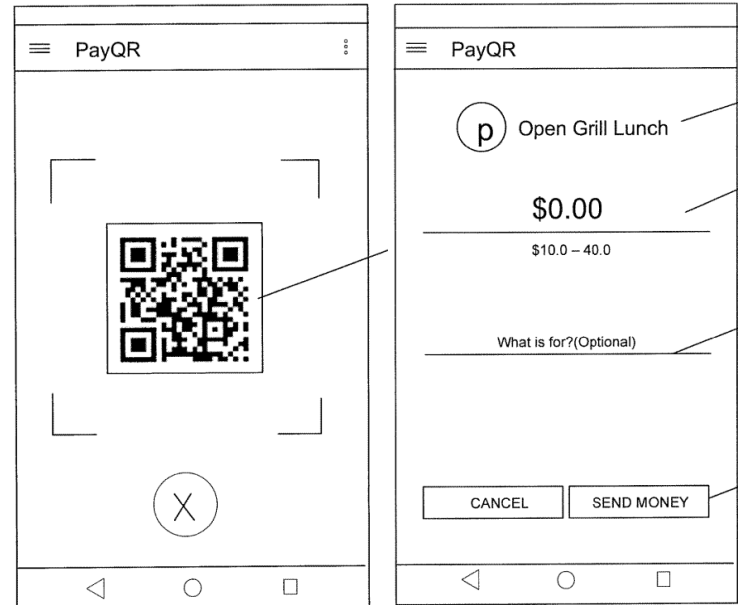 PayQR
X
PayQR
p Open Grill Lunch
$0.00
$10.0 – 40.0
What is for?(Optional)
CANCEL
SEND MONEY